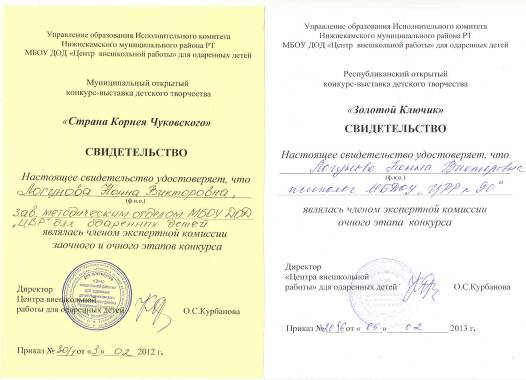 Управление образования Исполнительного комитета
Нижнекамского муниципального района РТ
МБОУ ДОД «Центр внешкольной работы» для одаренных детей
Муниципальный открытый
конкурс-выставка детского творчества
«Страна Корнея Чуковского»
СВИДЕТЕЛЬСТВО
Настоящее свидетельство удостоверяет, что
Логунова Нонна Викторовна,
(ф.и.о.)
зав. методическим отделом МБОУ ДОД
„ЦВР" для одаренных детей
являлась членом экспертной комиссии
заочного и очного этапов конкурса
Директор
Центра внешкольной
работы для одаренных детей
О.С.Курбанова
Приказ № 30/1 от «3» 02 2012 г.
Управление образования Исполнительного комитета
Нижнекамского муниципального района РТ
МБОУ ДОД «Центр внешкольной работы» для одаренных детей
Республиканский открытый
конкурс-выставка детского творчества
«Золотой Ключик»
СВИДЕТЕЛЬСТВО
Настоящее свидетельство удостоверяет, что
Логунова Нонна Викторовна
(ф.и.о.)
психолог МБДОУ „ЦРР
являлась членом экспертной комиссии
очного этапа конкурса
Директор
«Центра внешкольной
работы» для одаренных детей
О.С.Курбанова
Приказ № от « 05 » 02 2013 г.